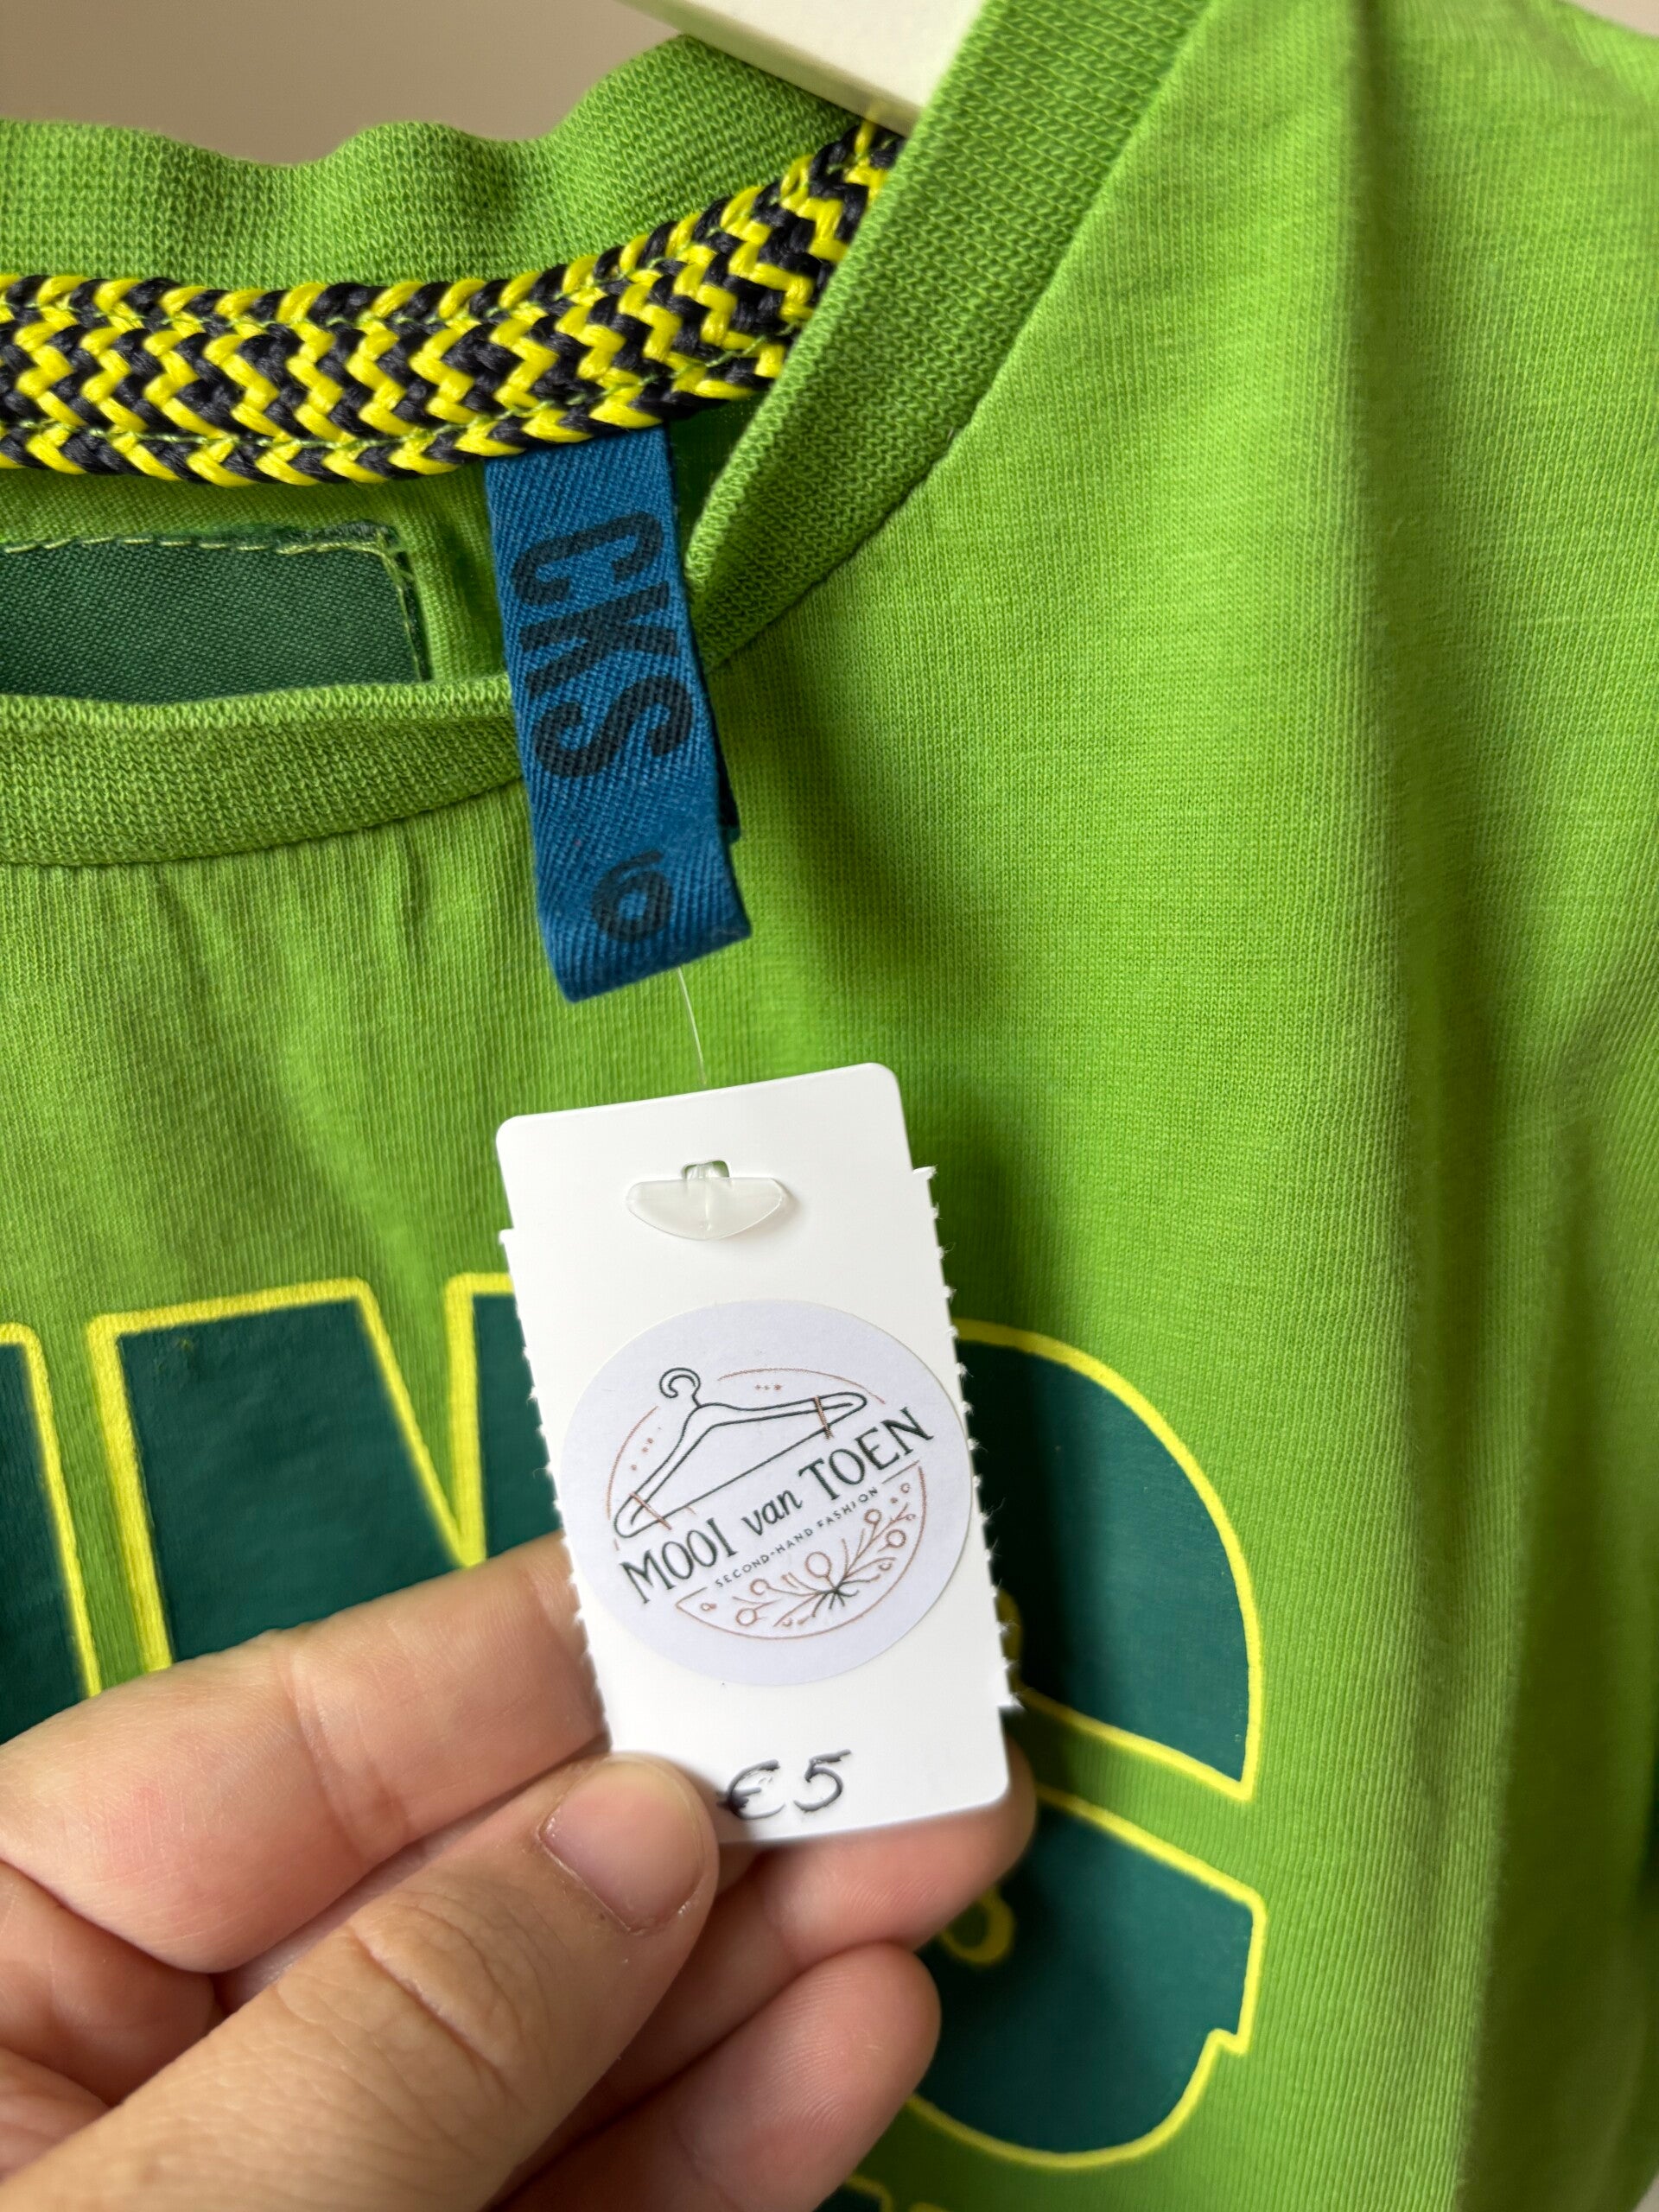 CKS
6
MOOI van TOEN
SECOND-HAND FASHION
€5